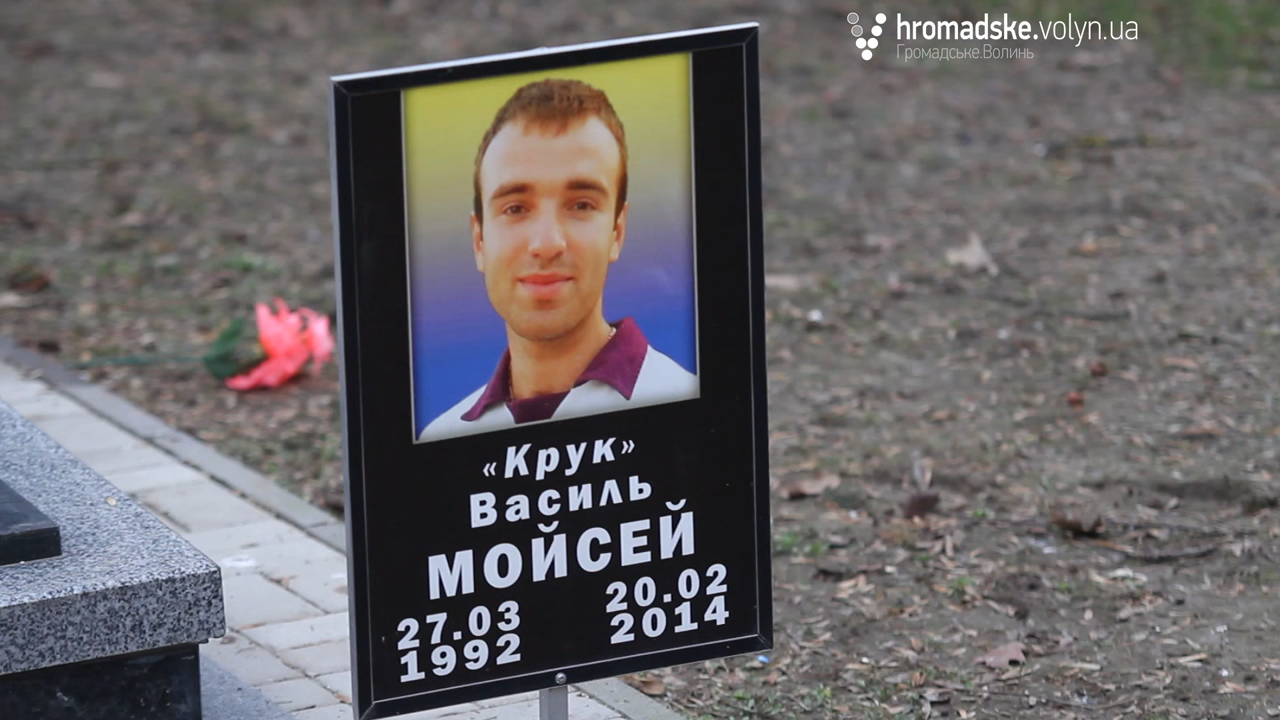 hromadske.volyn.ua
Громадське.Волинь
«Крук»
Василь
МОЙСЕЙ
27.03 20.02
1992 2014